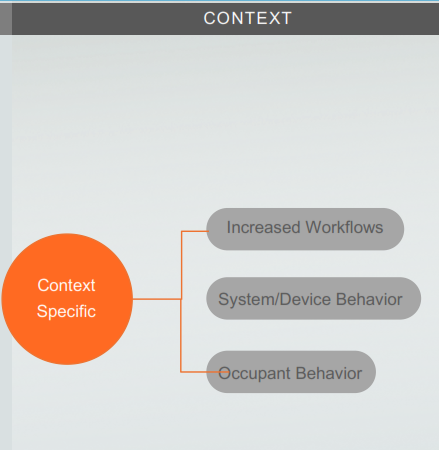 CONTEXT
Increased Workflows
Context
Specific
System/Device Behavior
Occupant Behavior